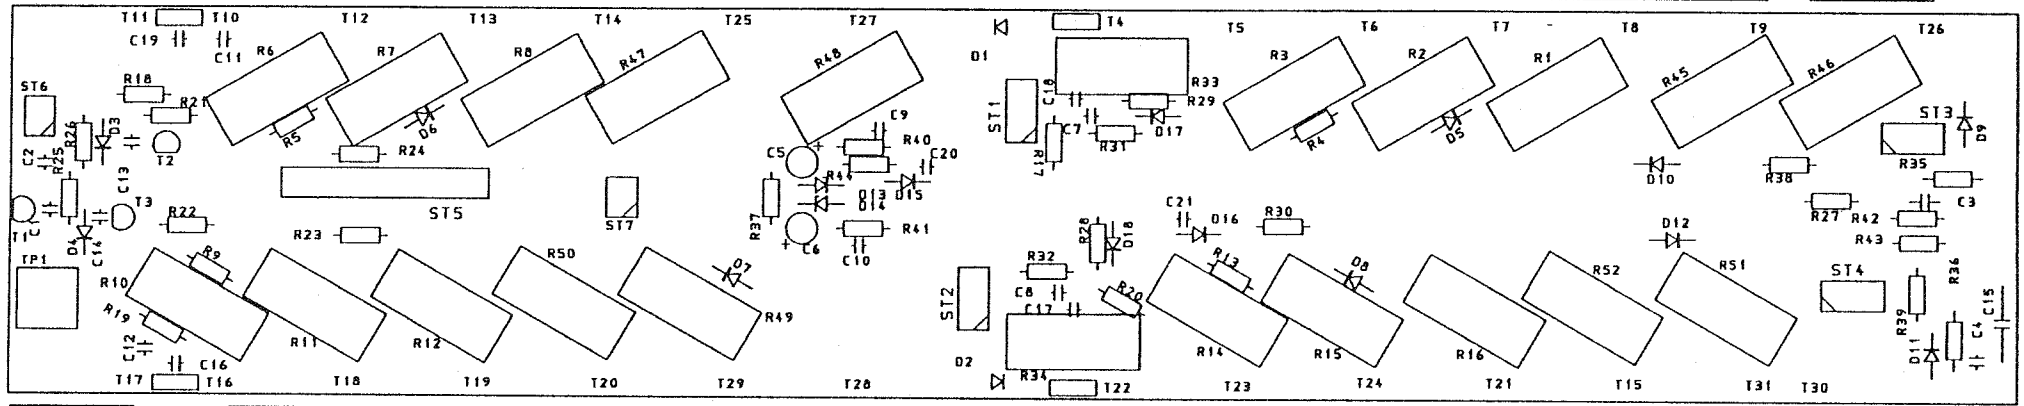 T11 T10 T12 T13 T14 T25 T27 T4 T5 T6 T7 T8 T9 T26
C19 C11 R6 R7 R8 R47 R48 D1 R3 R2 R1 R45 R46
ST6 R18 R21 R5 D6 C9 ST1 C18 R33 R29 D17 R4 D5 ST3 D9
R26 D3 T2 R24 C5 R40 C20 C7 R31 R17 D10 R38 R35
C2 R25 C13 T3 ST5 ST7 R44 D13 D14 D15 R37 C3
T1 C1 D4 C14 R22 R23 C6 R41 C10 R28 D18 C21 D16 R30 D12 R27 R42 R43
TP1 R10 R9 R50 D7 R32 R13 D8 R52 R51 ST4 R36
R19 R49 ST2 C8 C17 R20 R39 C15
C12 C16 R11 R12 D2 R34 R14 R15 R16 D11 C4
T17 T16 T18 T19 T20 T29 T28 T22 T23 T24 T21 T15 T31 T30